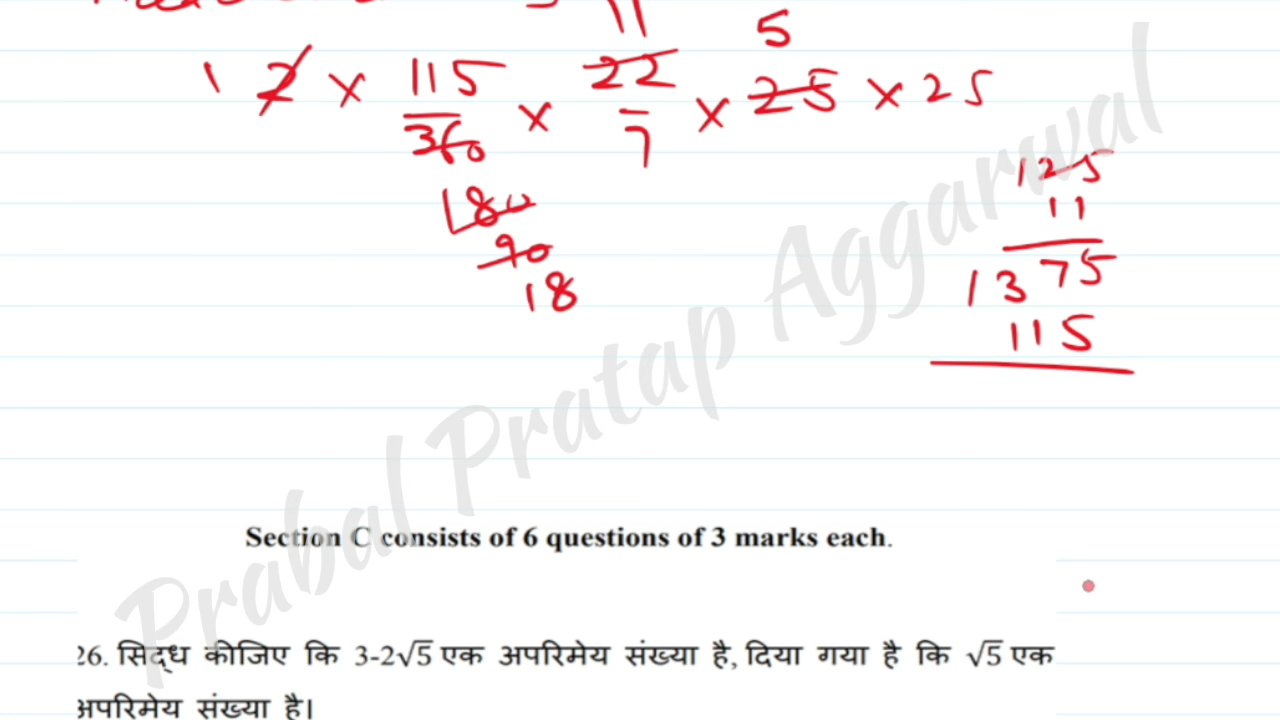 11 5
1 2 × 115 × 22 × 25 × 25
360 7
180
90
18
125
11
1375
115
Section C consists of 6 questions of 3 marks each.
26. सिद्ध कीजिए कि 3-2√5 एक अपरिमेय संख्या है, दिया गया है कि √5 एक
अपरिमेय संख्या है।
Prabal Pratap Aggarwal